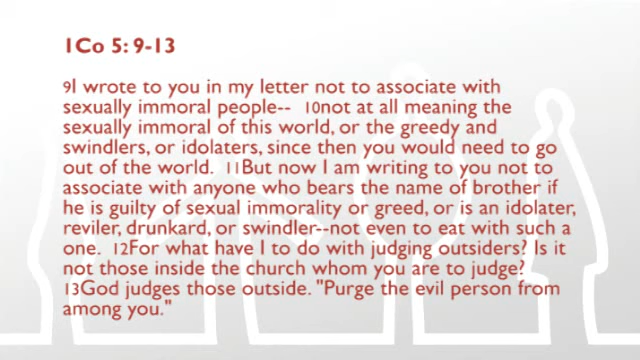 1Co 5: 9-13
9I wrote to you in my letter not to associate with
sexually immoral people-- 10not at all meaning the
sexually immoral of this world, or the greedy and
swindlers, or idolaters, since then you would need to go
out of the world. 11But now I am writing to you not to
associate with anyone who bears the name of brother if
he is guilty of sexual immorality or greed, or is an idolater,
reviler, drunkard, or swindler--not even to eat with such a
one. 12For what have I to do with judging outsiders? Is it
not those inside the church whom you are to judge?
13God judges those outside. "Purge the evil person from
among you."